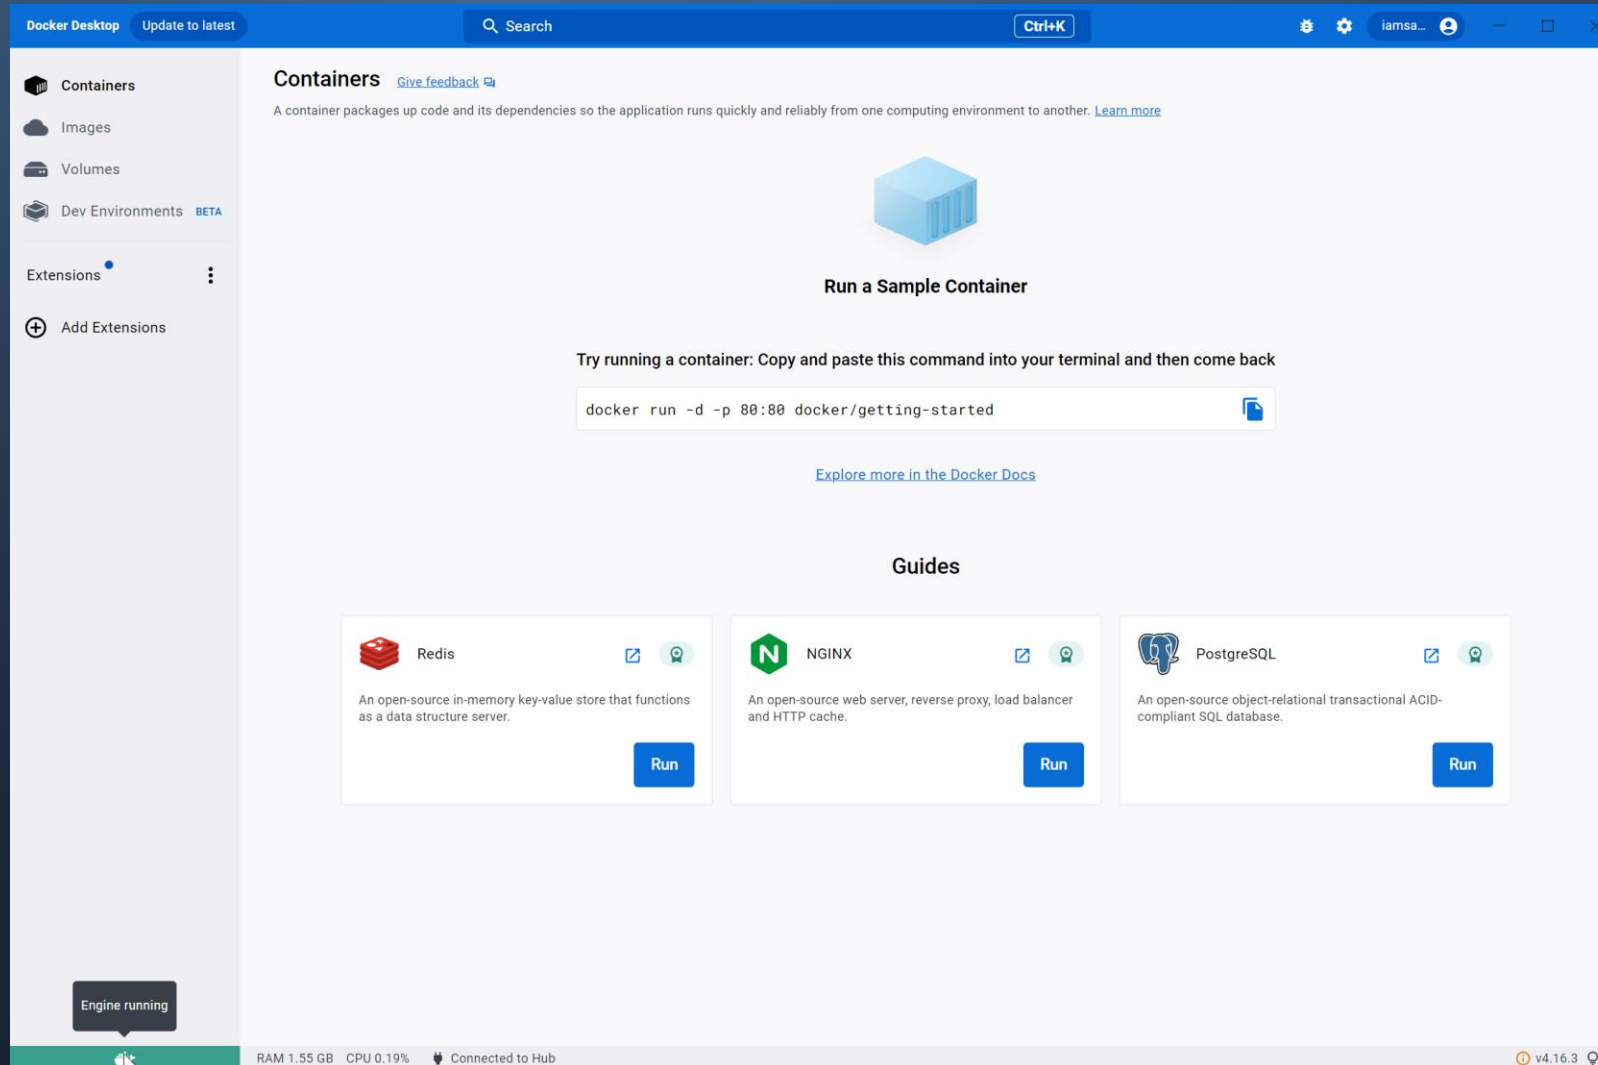 Docker Desktop Update to latest
Search Ctrl+K
iamsa...
Containers
Images
Volumes
Dev Environments BETA
Extensions
Add Extensions
Containers Give feedback
A container packages up code and its dependencies so the application runs quickly and reliably from one computing environment to another. Learn more
Run a Sample Container
Try running a container: Copy and paste this command into your terminal and then come back
docker run -d -p 80:80 docker/getting-started
Explore more in the Docker Docs
Guides
Redis
An open-source in-memory key-value store that functions
as a data structure server.
Run
N NGINX
An open-source web server, reverse proxy, load balancer
and HTTP cache.
Run
PostgreSQL
An open-source object-relational transactional ACID-
compliant SQL database.
Run
Engine running
RAM 1.55 GB CPU 0.19% Connected to Hub
v4.16.3